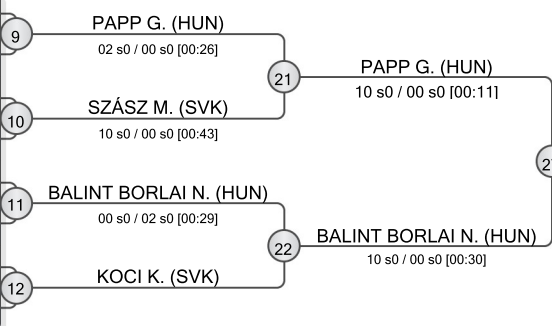 9
PAPP G. (HUN)
02 s0 / 00 s0 [00:26]
21
PAPP G. (HUN)
10 s0 / 00 s0 [00:11]
10
SZÁSZ M. (SVK)
10 s0 / 00 s0 [00:43]
11
BALINT BORLAI N. (HUN)
00 s0 / 02 s0 [00:29]
22
BALINT BORLAI N. (HUN)
10 s0 / 00 s0 [00:30]
12
KOCI K. (SVK)